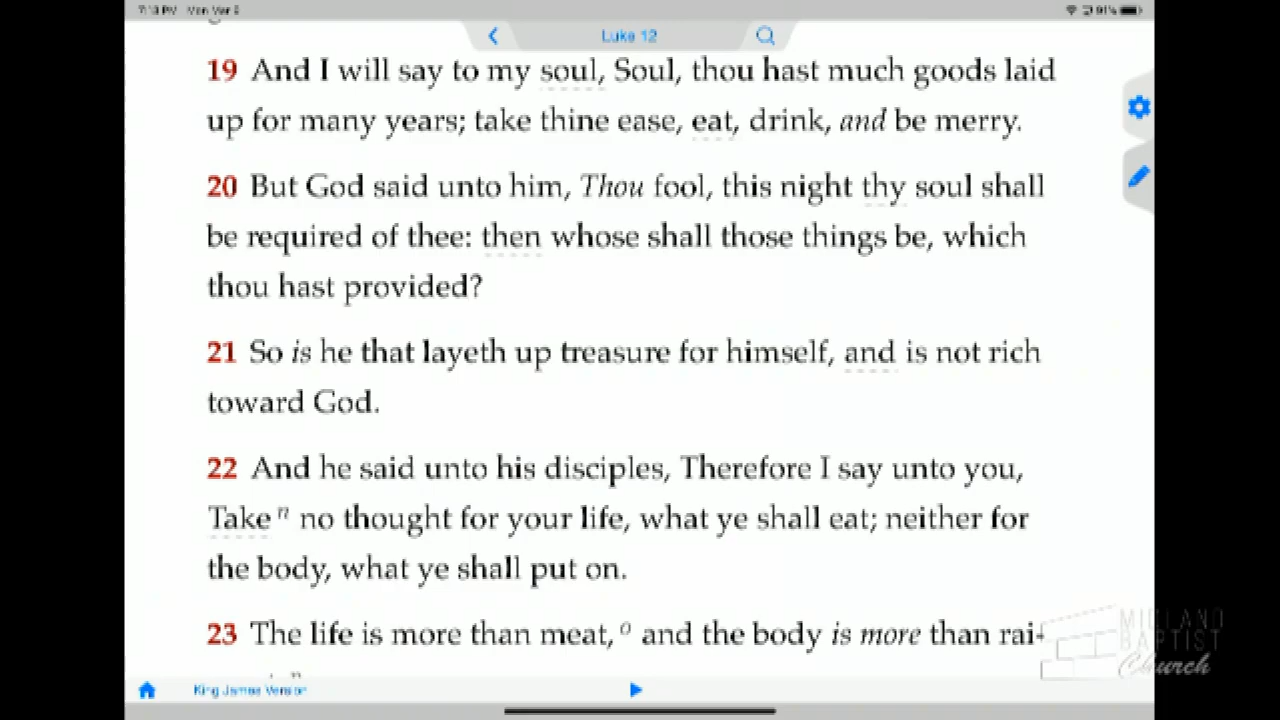 7:13 PM
91%
Luke 12
19 And I will say to my soul, Soul, thou hast much goods laid
up for many years; take thine ease, eat, drink, and be merry.
20 But God said unto him, Thou fool, this night thy soul shall
be required of thee: then whose shall those things be, which
thou hast provided?
21 So is he that layeth up treasure for himself, and is not rich
toward God.
22 And he said unto his disciples, Therefore I say unto you,
Take n no thought for your life, what ye shall eat; neither for
the body, what ye shall put on.
23 The life is more than meat, o and the body is more than rai-
King James Version
MIDLAND
BAPTIST
Church